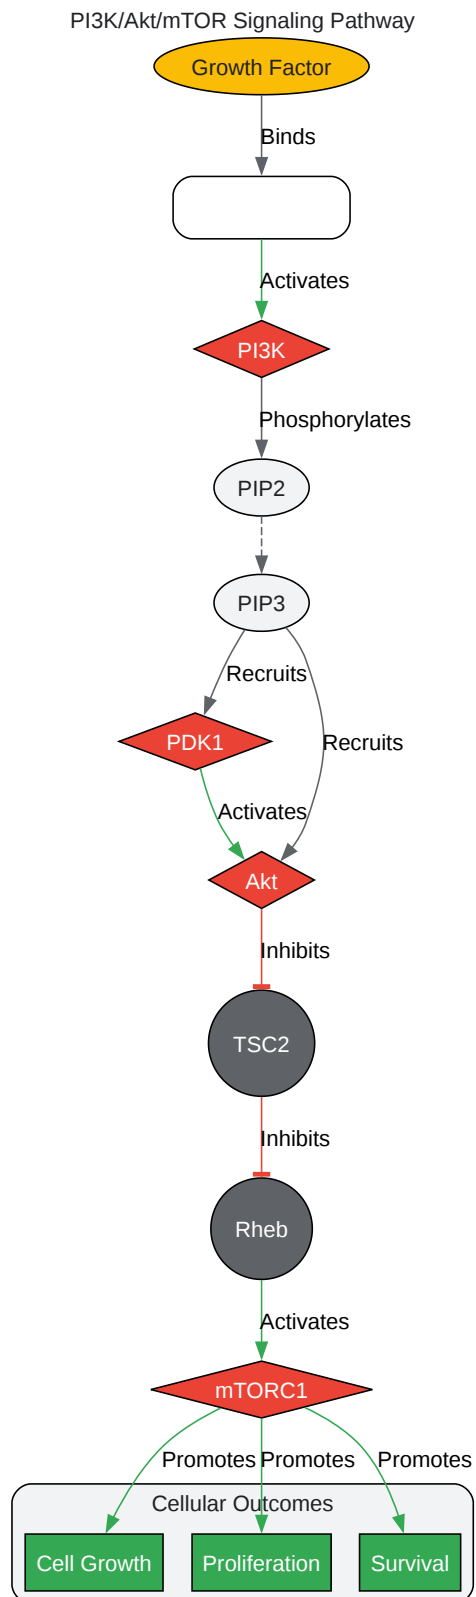 PI3K/Akt/mTOR Signaling Pathway
Growth Factor
Binds
Activates
PI3K
Phosphorylates
PIP2
PIP3
Recruits
PDK1
Recruits
Activates
Akt
Inhibits
TSC2
Inhibits
Rheb
Activates
mTORC1
Promotes Promotes Promotes
Cellular Outcomes
Cell Growth Proliferation Survival